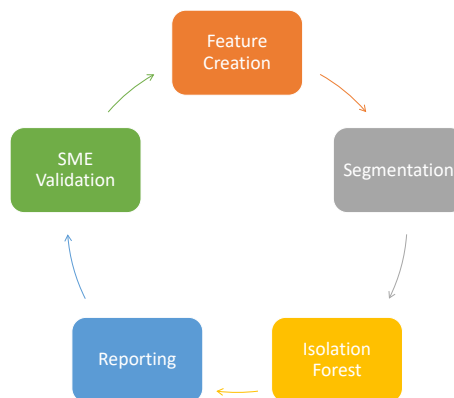 Feature
Creation
SME
Validation
Segmentation
Reporting
Isolation
Forest